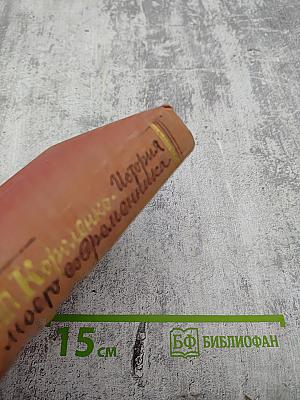 Короленко
История
моего современника
15 см
БФ БИБЛИОФАН